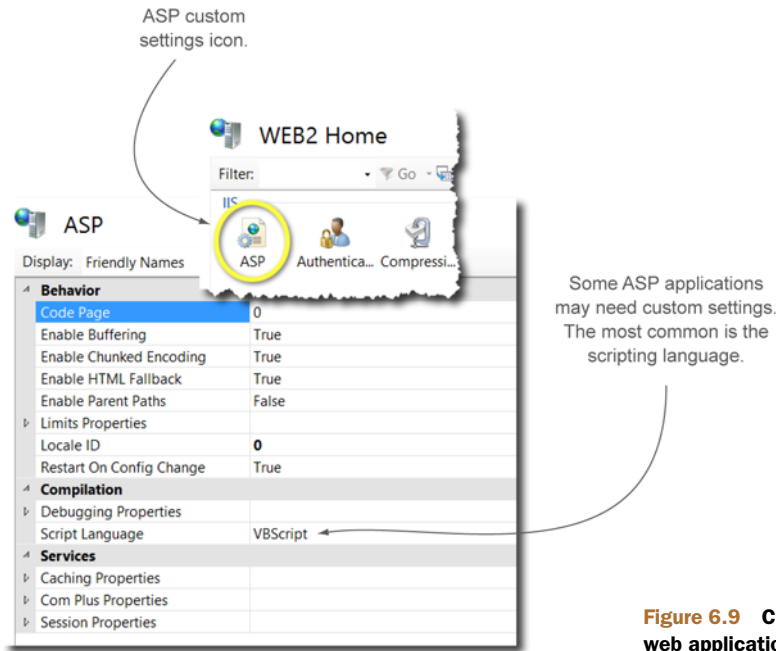 ASP custom
settings icon.
WEB2 Home
Filter:
Go
IIS
ASP
Authentica...
Compressi...
ASP
Display: Friendly Names
Behavior
Code Page 0
Enable Buffering True
Enable Chunked Encoding True
Enable HTML Fallback True
Enable Parent Paths False
Limits Properties
Locale ID 0
Restart On Config Change True
Compilation
Debugging Properties
Script Language VBScript
Services
Caching Properties
Com Plus Properties
Session Properties
Some ASP applications
may need custom settings.
The most common is the
scripting language.
Figure 6.9 C
web applicatio